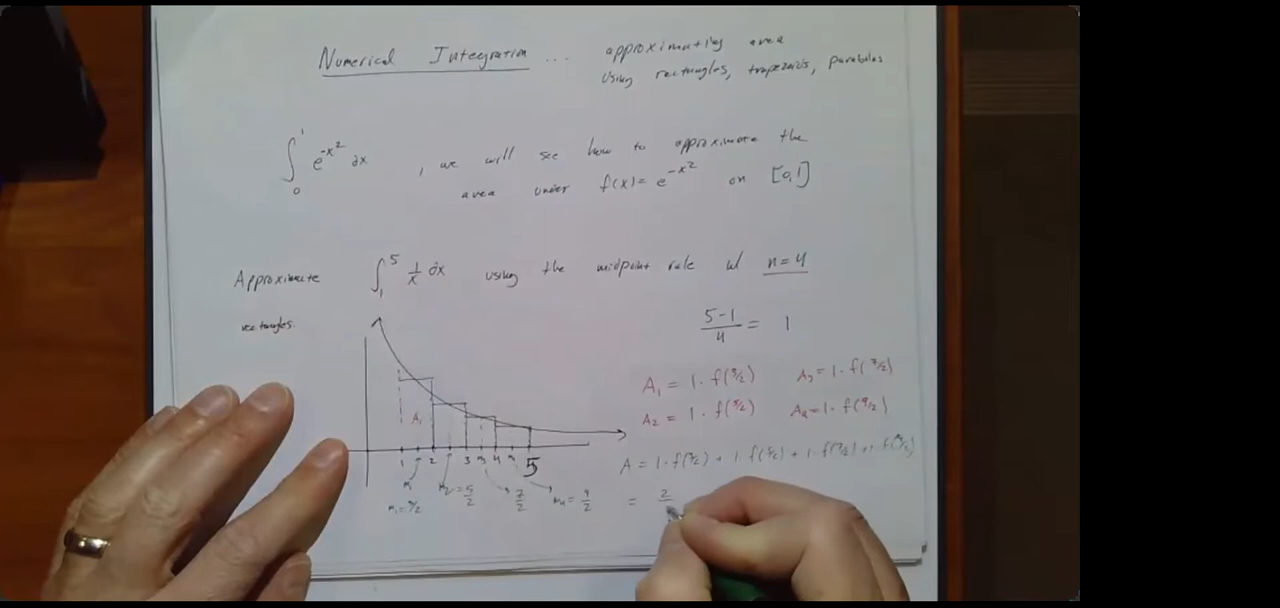 Numerical Integration ... approximating area
using rectangles, trapezoids, parabolas
∫₀¹ e^{-x²} dx , we will see how to approximate the
area under f(x) = e^{-x²} on [0,1]
Approximate ∫₁⁵ 1/x dx using the midpoint rule w/ n=4
rectangles.
(5-1)/4 = 1
A₁ = 1·f(3/2) A₃ = 1·f(7/2)
A₂ = 1·f(5/2) A₄ = 1·f(9/2)
A₁
A = 1·f(3/2) + 1·f(5/2) + 1·f(7/2) + 1·f(9/2)
1 2 3 4 5
m₁ = 3/2 m₂ = 5/2 7/2 m₄ = 9/2
= 2